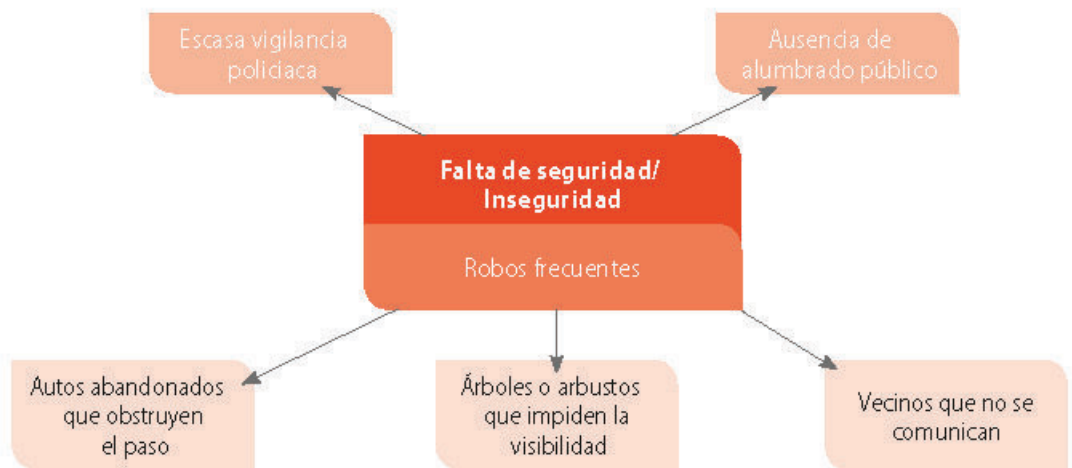 Escasa vigilancia
policiaca
Ausencia de
alumbrado público
Falta de seguridad/
Inseguridad
Robos frecuentes
Autos abandonados
que obstruyen
el paso
Árboles o arbustos
que impiden la
visibilidad
Vecinos que no se
comunican